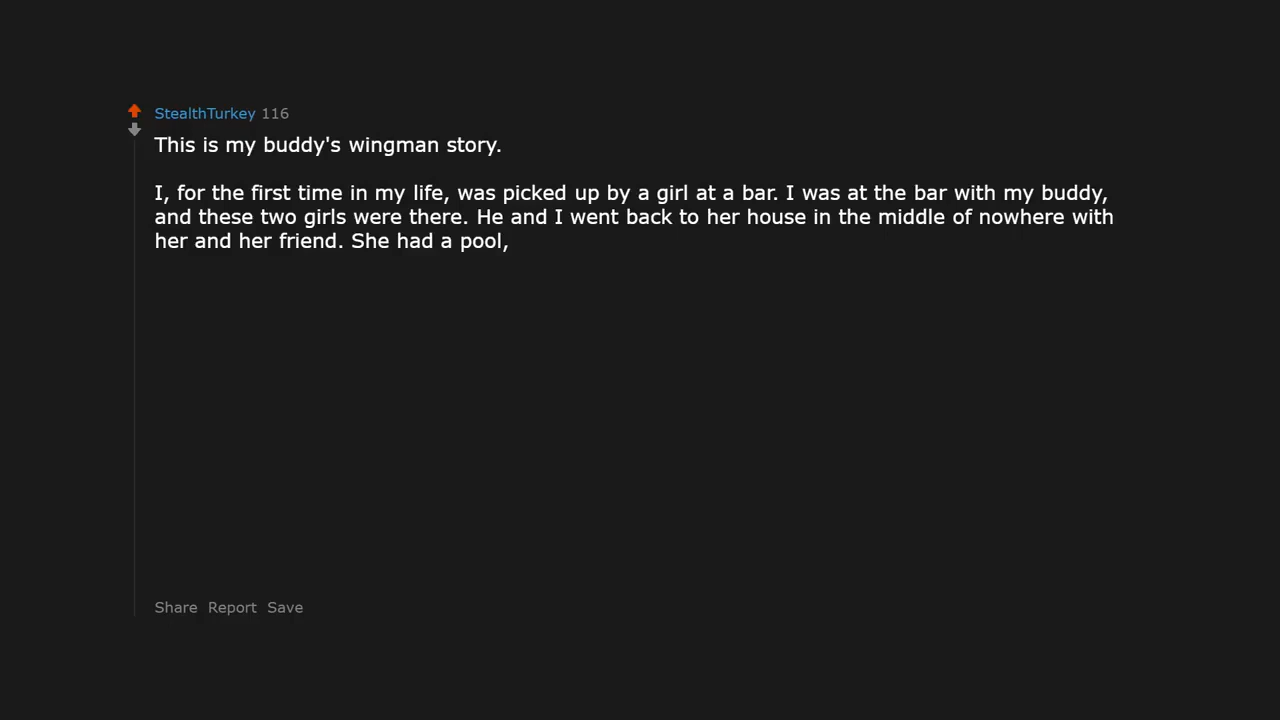 StealthTurkey 116
This is my buddy's wingman story.
I, for the first time in my life, was picked up by a girl at a bar. I was at the bar with my buddy,
and these two girls were there. He and I went back to her house in the middle of nowhere with
her and her friend. She had a pool,
Share Report Save